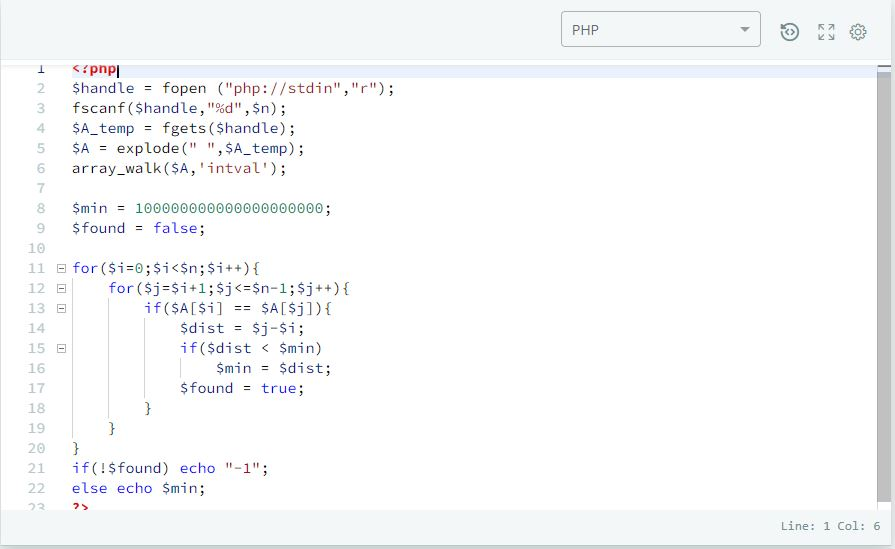 PHP
1 <?php
2 $handle = fopen ("php://stdin","r");
3 fscanf($handle,"%d",$n);
4 $A_temp = fgets($handle);
5 $A = explode(" ",$A_temp);
6 array_walk($A,'intval');
7
8 $min = 100000000000000000000;
9 $found = false;
10
11 for($i=0;$i<$n;$i++){
12 for($j=$i+1;$j<=$n-1;$j++){
13 if($A[$i] == $A[$j]){
14 $dist = $j-$i;
15 if($dist < $min)
16 $min = $dist;
17 $found = true;
18 }
19 }
20 }
21 if(!$found) echo "-1";
22 else echo $min;
23 ?>
Line: 1 Col: 6